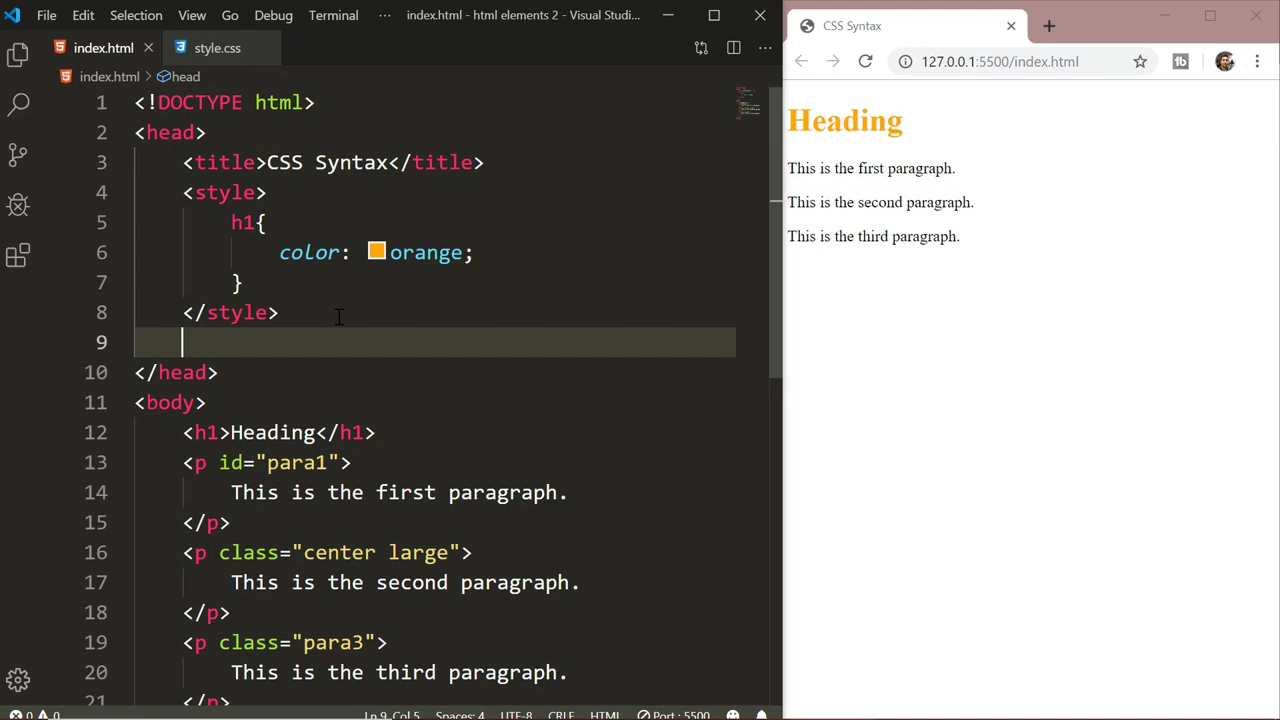 File Edit Selection View Go Debug Terminal ··· index.html - html elements 2 - Visual Studi...
index.html style.css
index.html head
1 <!DOCTYPE html>
2 <head>
3 <title>CSS Syntax</title>
4 <style>
5 h1{
6 color: orange;
7 }
8 </style>
9
10 </head>
11 <body>
12 <h1>Heading</h1>
13 <p id="para1">
14 This is the first paragraph.
15 </p>
16 <p class="center large">
17 This is the second paragraph.
18 </p>
19 <p class="para3">
20 This is the third paragraph.
21 </p>
0 0 Ln 9, Col 5 Spaces: 4 UTF-8 CRLF HTML Port : 5500
CSS Syntax
127.0.0.1:5500/index.html
Heading
This is the first paragraph.
This is the second paragraph.
This is the third paragraph.